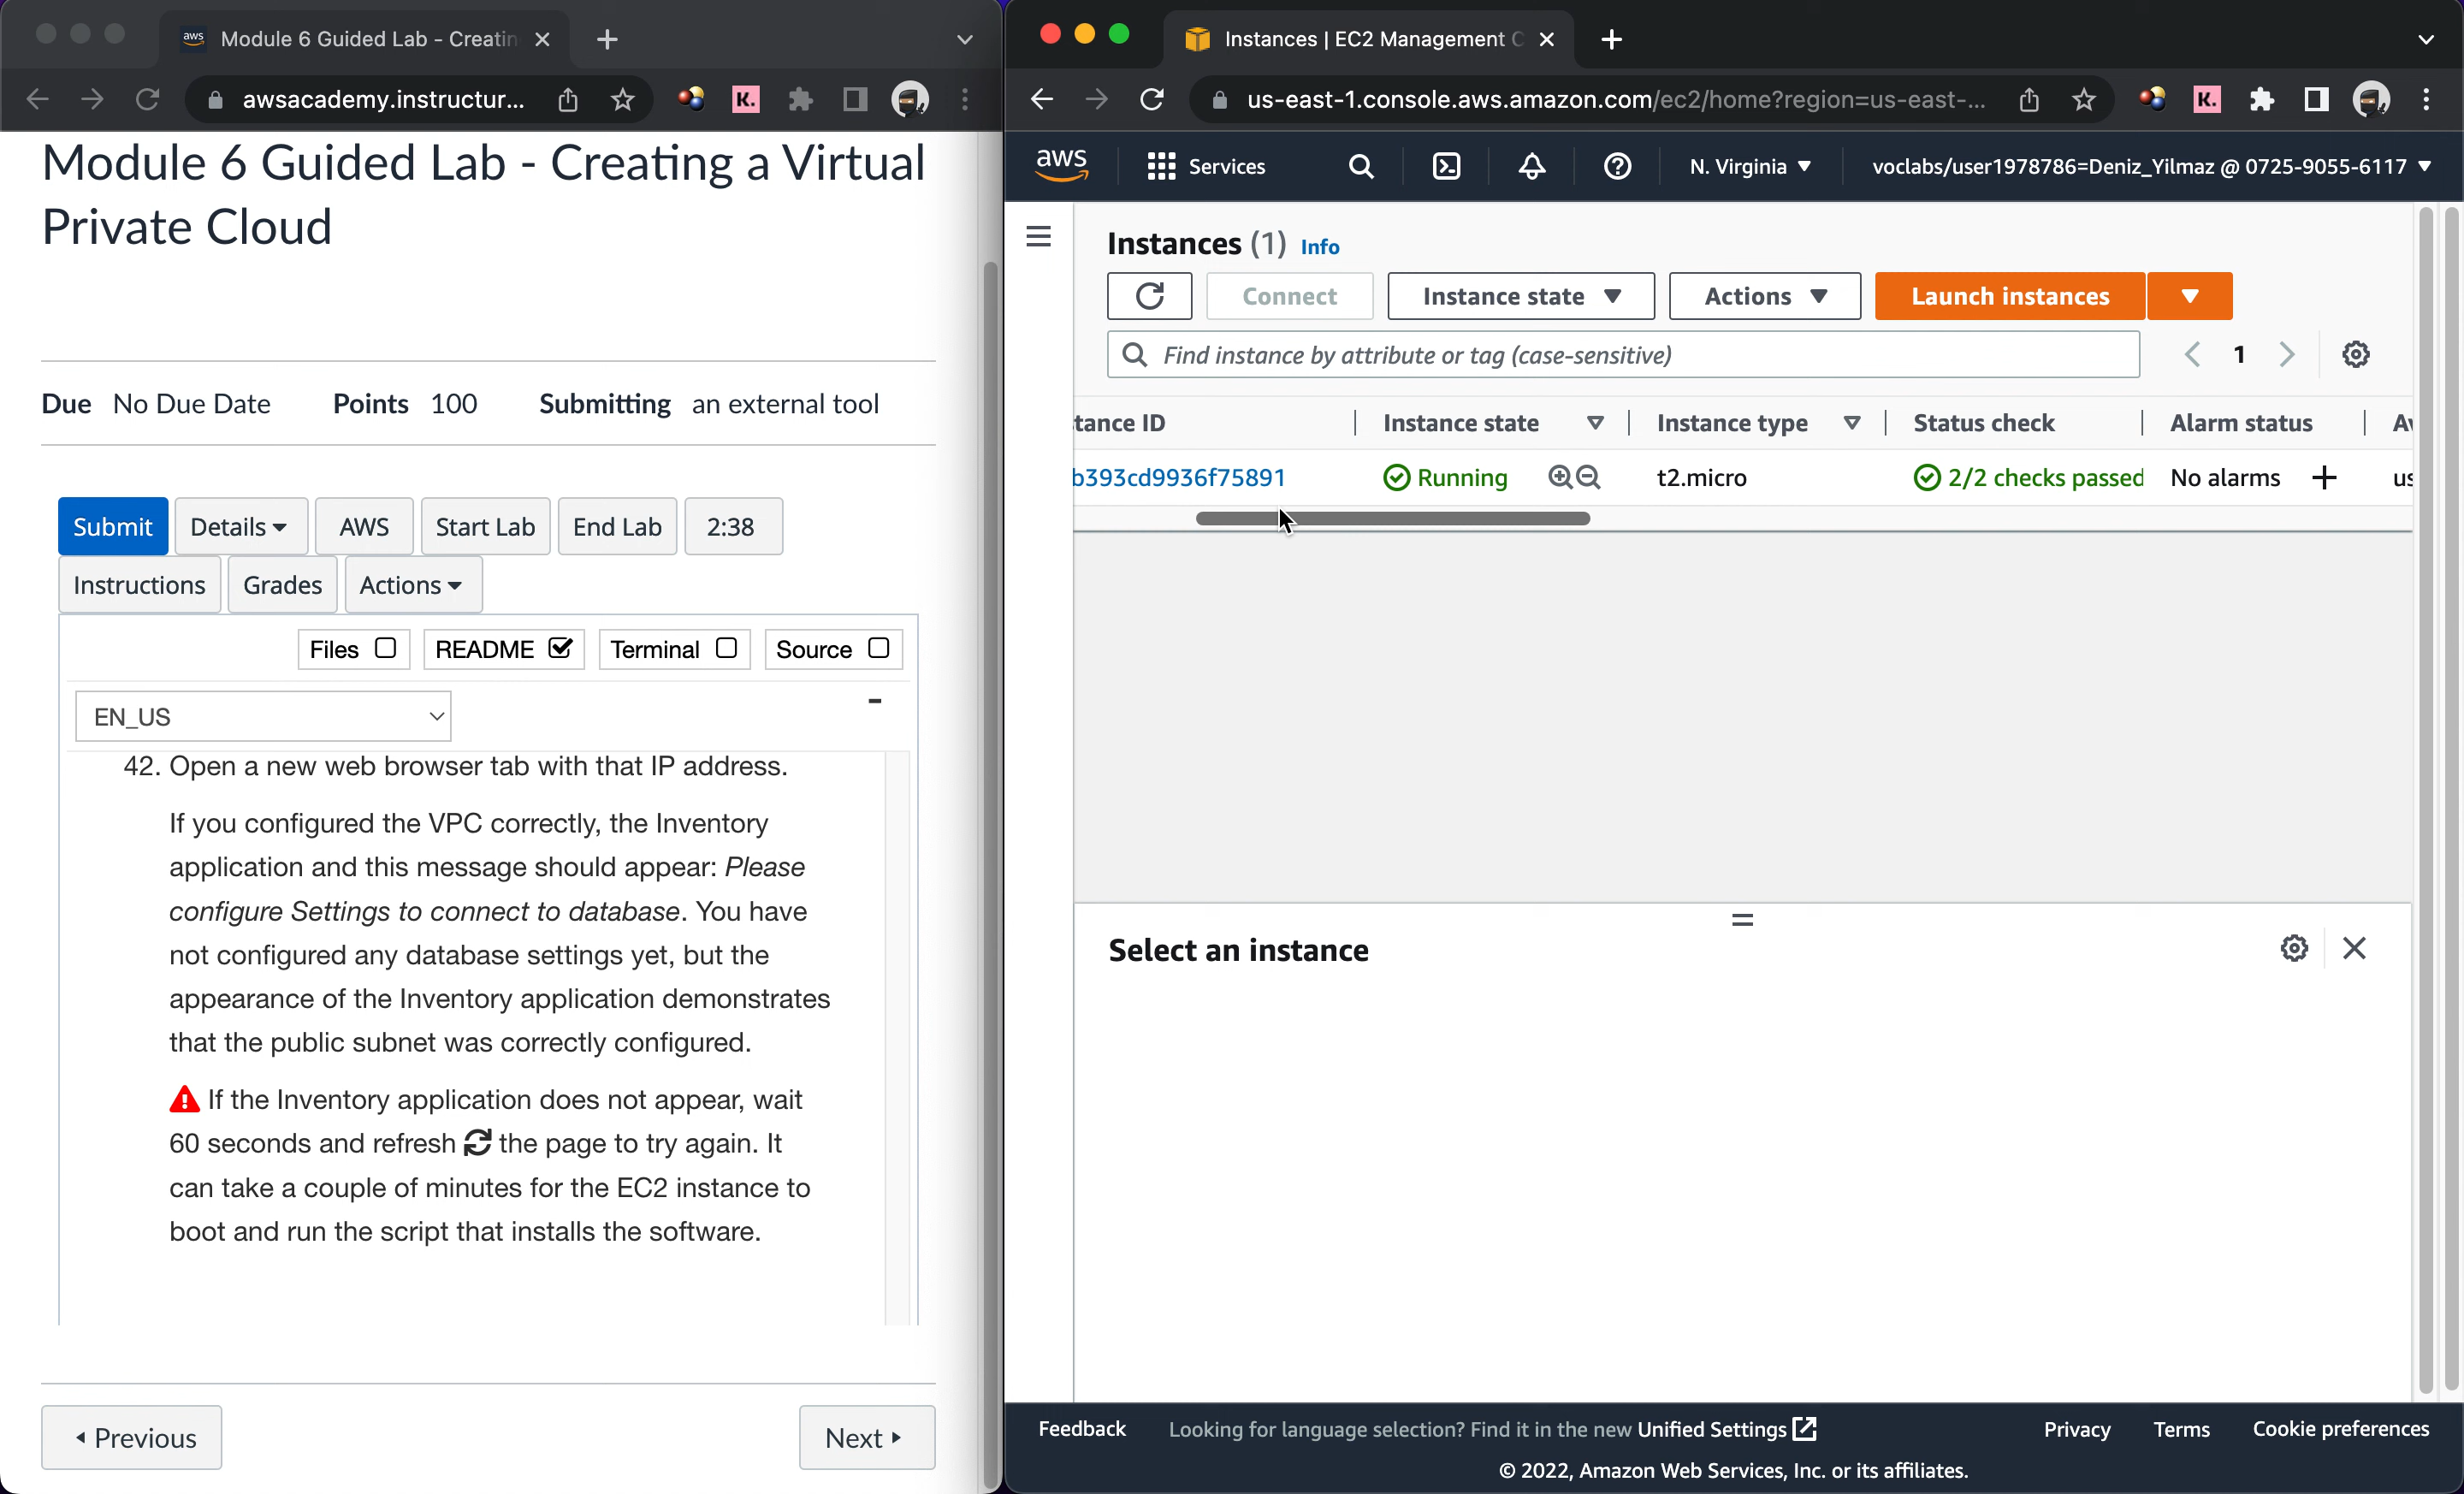 Module 6 Guided Lab - Creatin
awsacademy.instructur...
Module 6 Guided Lab - Creating a Virtual
Private Cloud
Due No Due Date Points 100 Submitting an external tool
Submit Details AWS Start Lab End Lab 2:38
Instructions Grades Actions
Files README Terminal Source
EN_US
42. Open a new web browser tab with that IP address.
If you configured the VPC correctly, the Inventory
application and this message should appear: Please
configure Settings to connect to database. You have
not configured any database settings yet, but the
appearance of the Inventory application demonstrates
that the public subnet was correctly configured.
If the Inventory application does not appear, wait
60 seconds and refresh the page to try again. It
can take a couple of minutes for the EC2 instance to
boot and run the script that installs the software.
Previous Next
Instances | EC2 Management C
us-east-1.console.aws.amazon.com/ec2/home?region=us-east-...
aws Services N. Virginia voclabs/user1978786=Deniz_Yilmaz @ 0725-9055-6117
Instances (1) Info
Connect Instance state Actions Launch instances
Find instance by attribute or tag (case-sensitive) 1
tance ID Instance state Instance type Status check Alarm status Av
b393cd9936f75891 Running t2.micro 2/2 checks passed No alarms + us
Select an instance
Feedback Looking for language selection? Find it in the new Unified Settings Privacy Terms Cookie preferences
© 2022, Amazon Web Services, Inc. or its affiliates.